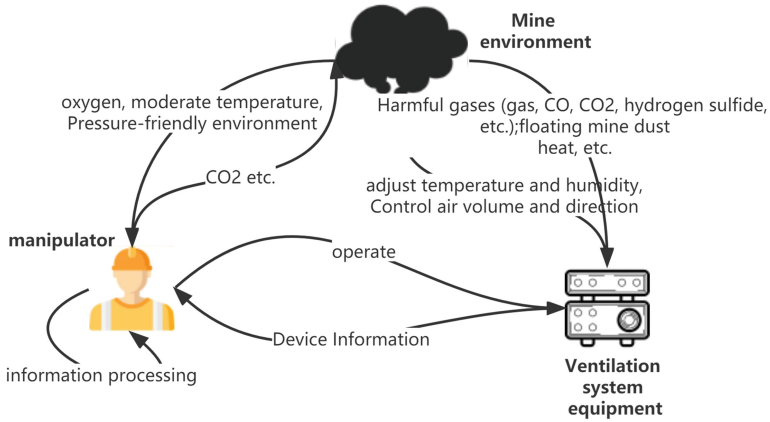 Mine
environment
oxygen, moderate temperature,
Pressure-friendly environment
Harmful gases (gas, CO, CO2, hydrogen sulfide,
etc.);floating mine dust
heat, etc.
CO2 etc.
adjust temperature and humidity,
Control air volume and direction
manipulator
operate
Device Information
information processing
Ventilation
system
equipment